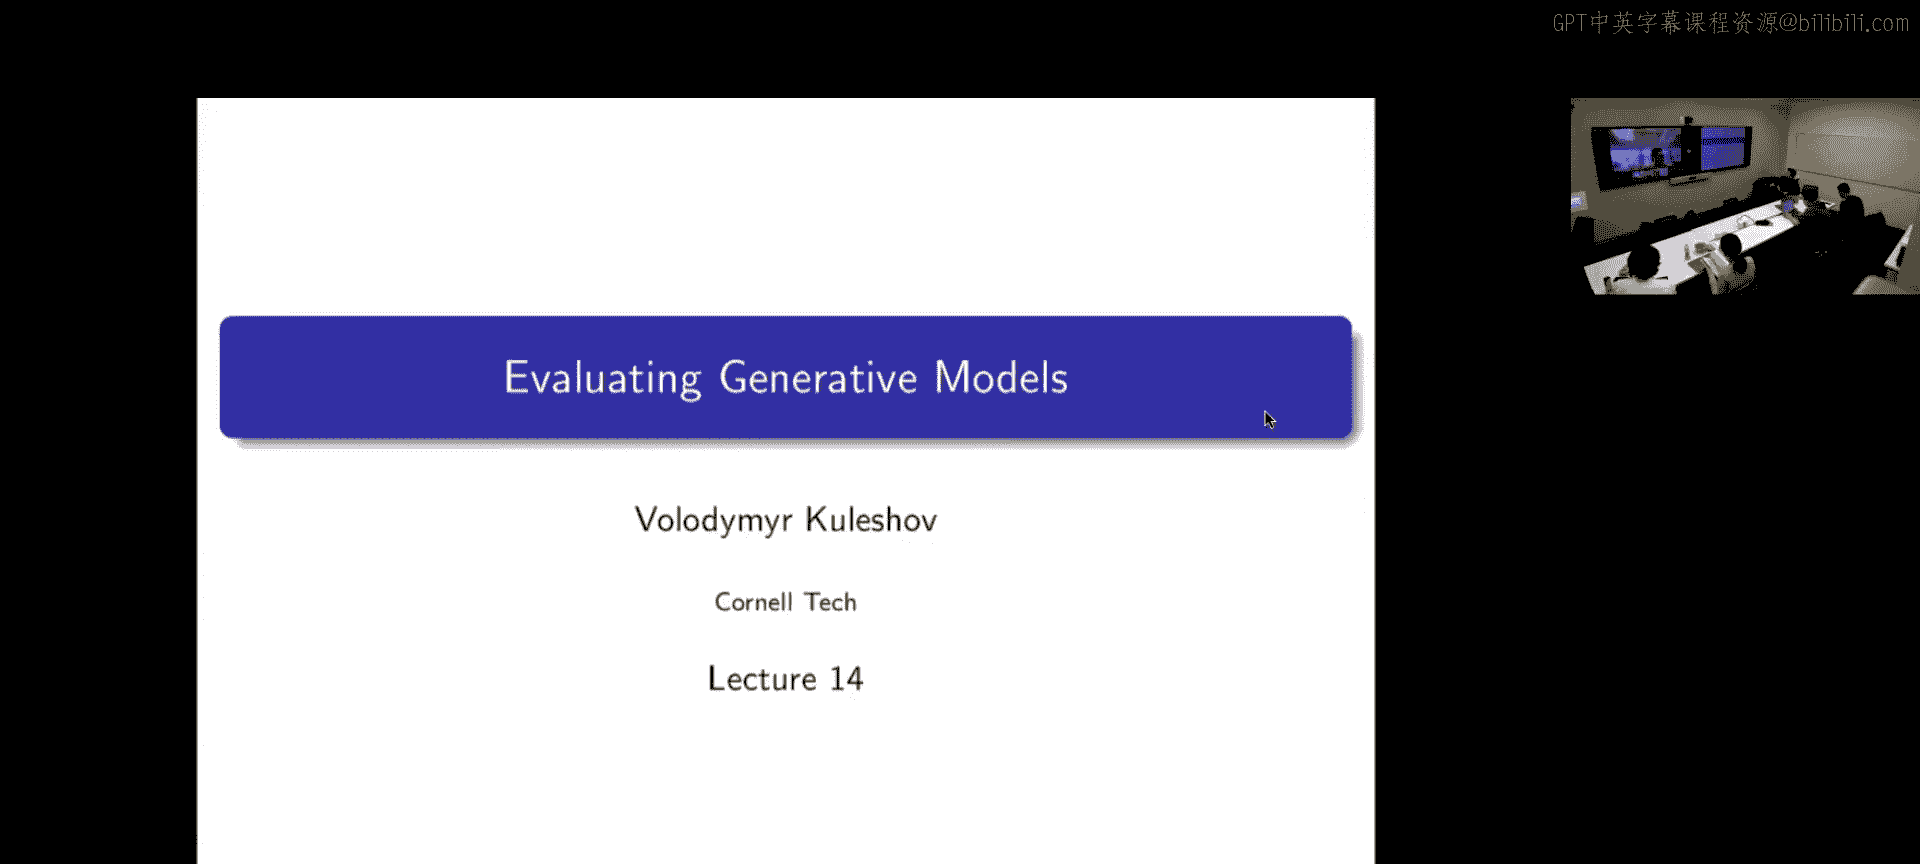 GPT中英字幕课程资源@bilibili.com
Evaluating Generative Models
Volodymyr Kuleshov
Cornell Tech
Lecture 14